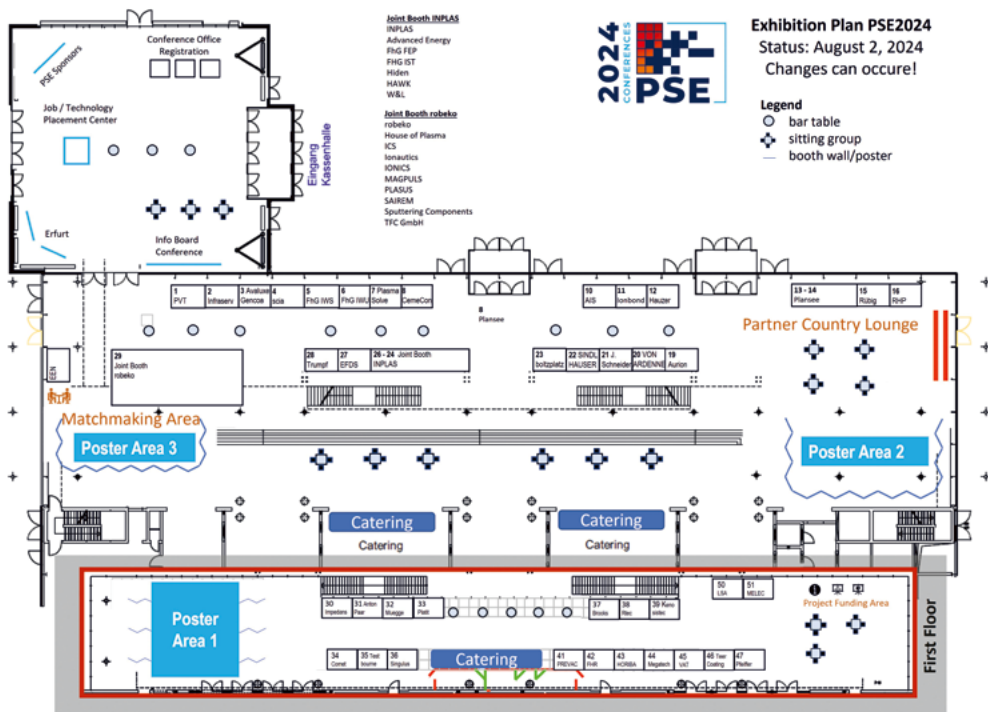 Conference Office
Registration
PSE Sponsors
Job / Technology
Placement Center
Erfurt
Info Board
Conference
Eingang
Kassenhalle
Joint Booth INPLAS
INPLAS
Advanced Energy
FhG FEP
FHG IST
Hiden
HAWK
W&L
Joint Booth robeko
robeko
House of Plasma
ICS
Ionautics
IONICS
MAGPULS
PLASUS
SAIREM
Sputtering Components
TFC GmbH
2024
CONFERENCES
PSE
Exhibition Plan PSE2024
Status: August 2, 2024
Changes can occure!
Legend
bar table
sitting group
booth wall/poster
1
PVT
2
Infraserv
3 Avaluxe
Gencoa
4
scia
5
FhG IWS
6
FhG IWU
7 Plasma
Solue
8
CemeCon
8
Plansee
10
AIS
11
Ionbond
12
Hauzer
13 - 14
Plansee
15
Rübig
16
RHP
Partner Country Lounge
EEN
29
Joint Booth
robeko
28
Trumpf
27
EFDS
26 - 24 Joint Booth
INPLAS
23
boltzplatz
22 SINDL
HAUSER
21 J.
Schneider
20 VON
ARDENNE
19
Aurion
Matchmaking Area
Poster Area 3
Poster Area 2
Catering
Catering
Catering
Catering
Poster
Area 1
30
Impedans
31 Anton
Paar
32
Muegge
33
Plett
37
Brooks
38
39
50
LSA
51
MELEC
Project Funding Area
34
Comet
35 Test
bourne
36
Singulus
Catering
41
PREVAC
42
FHR
43
HORIBA
44
Megatech
45
VAT
46 Teer
Coating
47
Pfeiffer
First Floor